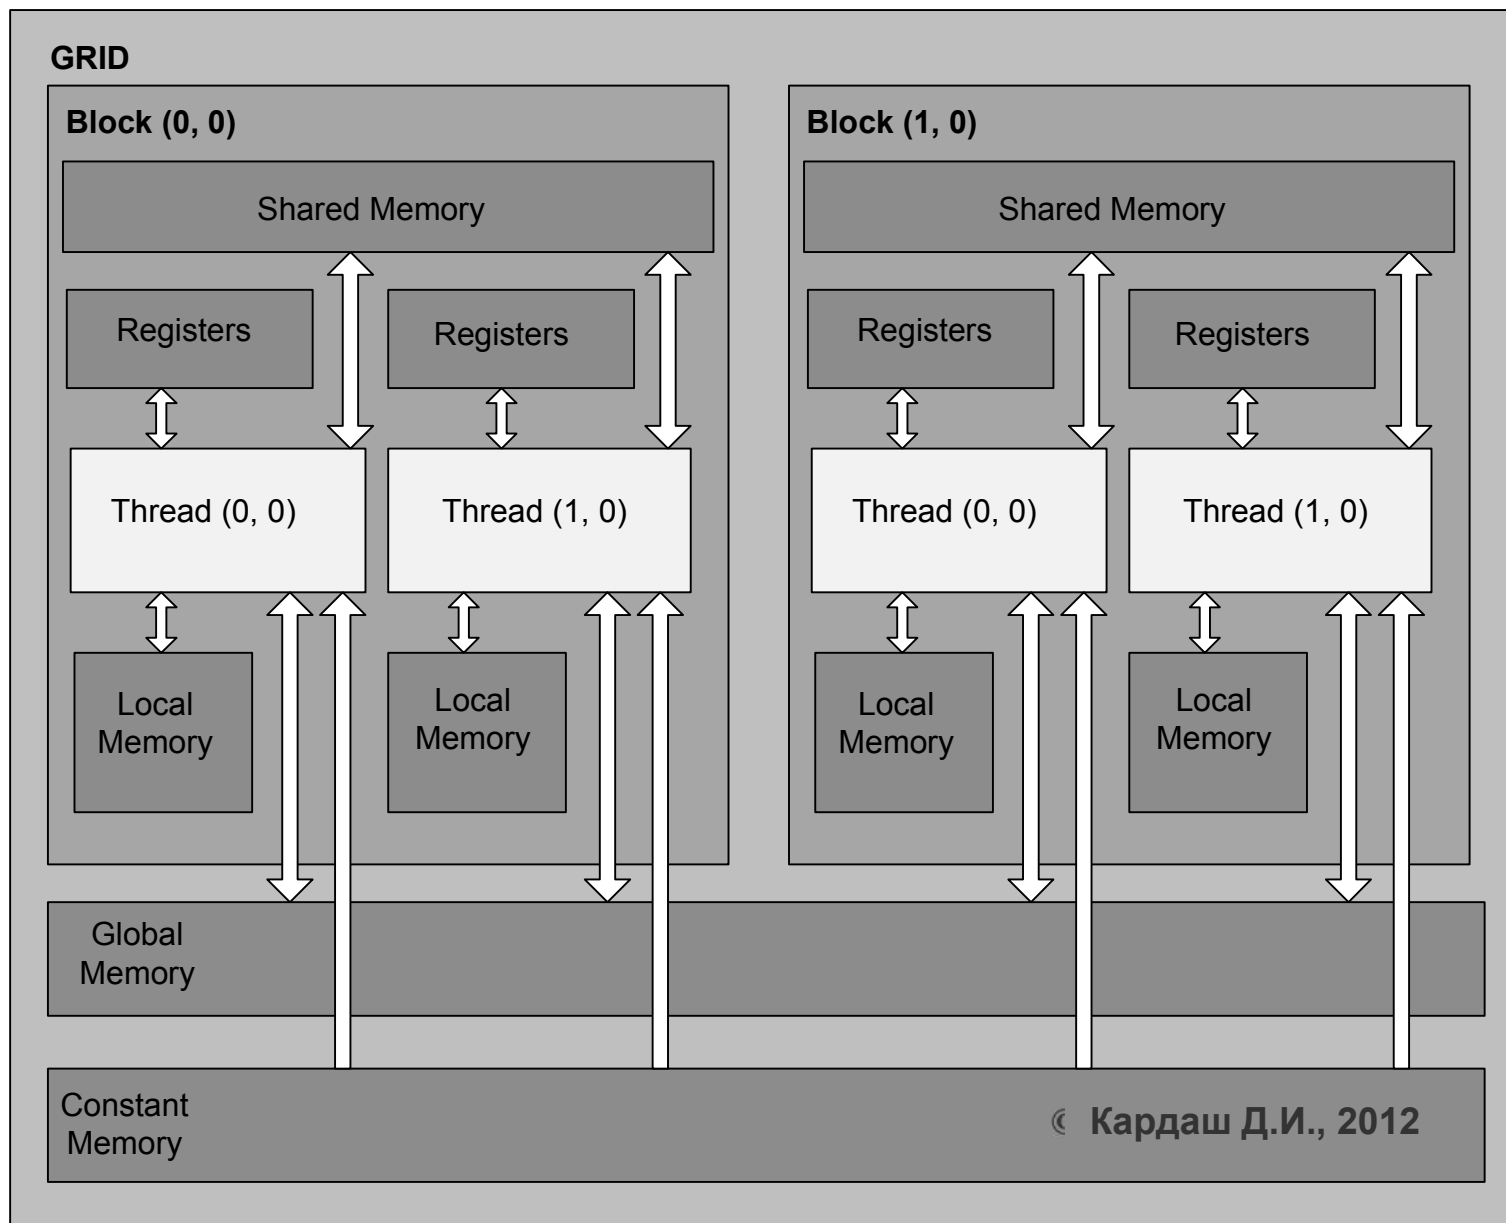 GRID
Block (0, 0)
Shared Memory
Registers
Registers
Thread (0, 0)
Thread (1, 0)
Local
Memory
Local
Memory
Block (1, 0)
Shared Memory
Registers
Registers
Thread (0, 0)
Thread (1, 0)
Local
Memory
Local
Memory
Global
Memory
Constant
Memory
© Кардаш Д.И., 2012